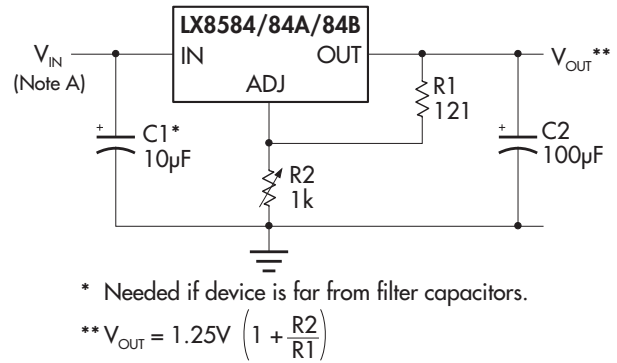 LX8584/84A/84B
V_IN IN OUT V_OUT**
(Note A) ADJ
R1
121
+ C1*
10µF
R2
1k
+ C2
100µF
* Needed if device is far from filter capacitors.
** V_OUT = 1.25V (1 + R2/R1)